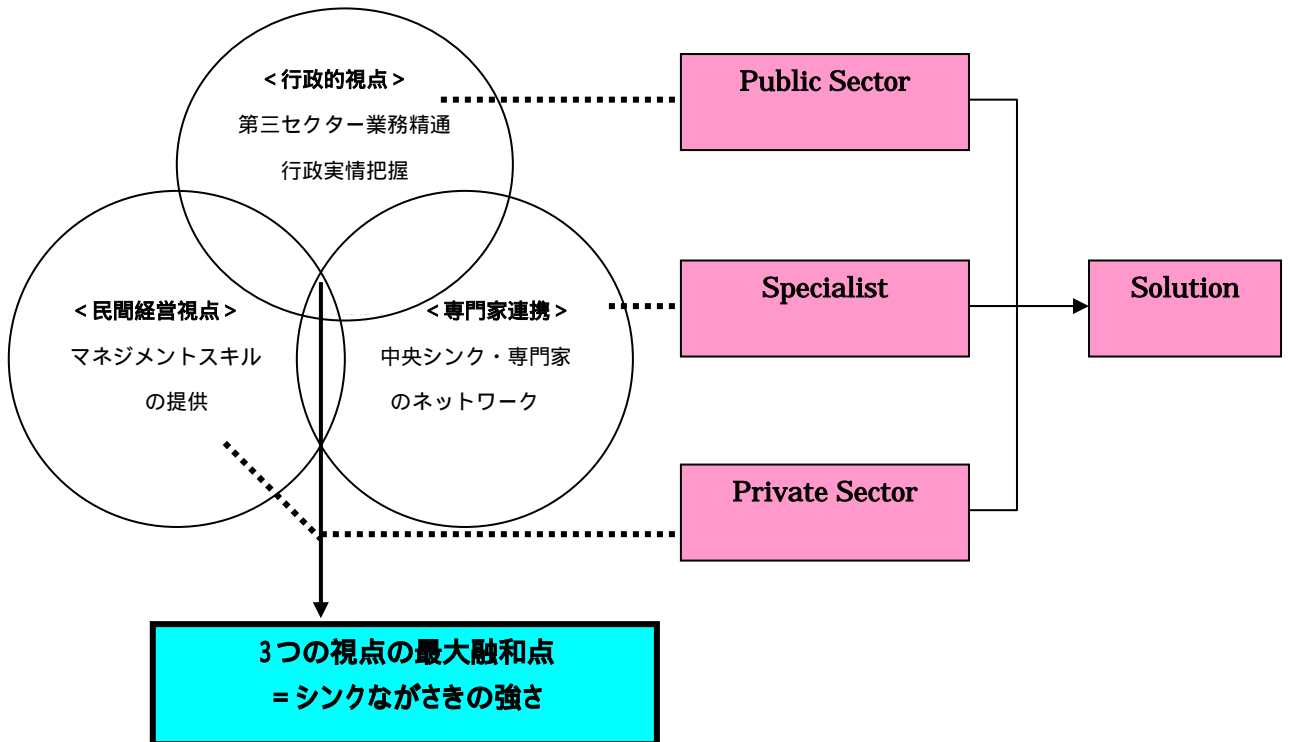 ＜行政的視点＞
第三セクター業務精通
行政実情把握
＜民間経営視点＞
マネジメントスキル
の提供
＜専門家連携＞
中央シンク・専門家
のネットワーク
Public Sector
Specialist
Private Sector
Solution
3つの視点の最大融和点
＝シンクながさきの強さ